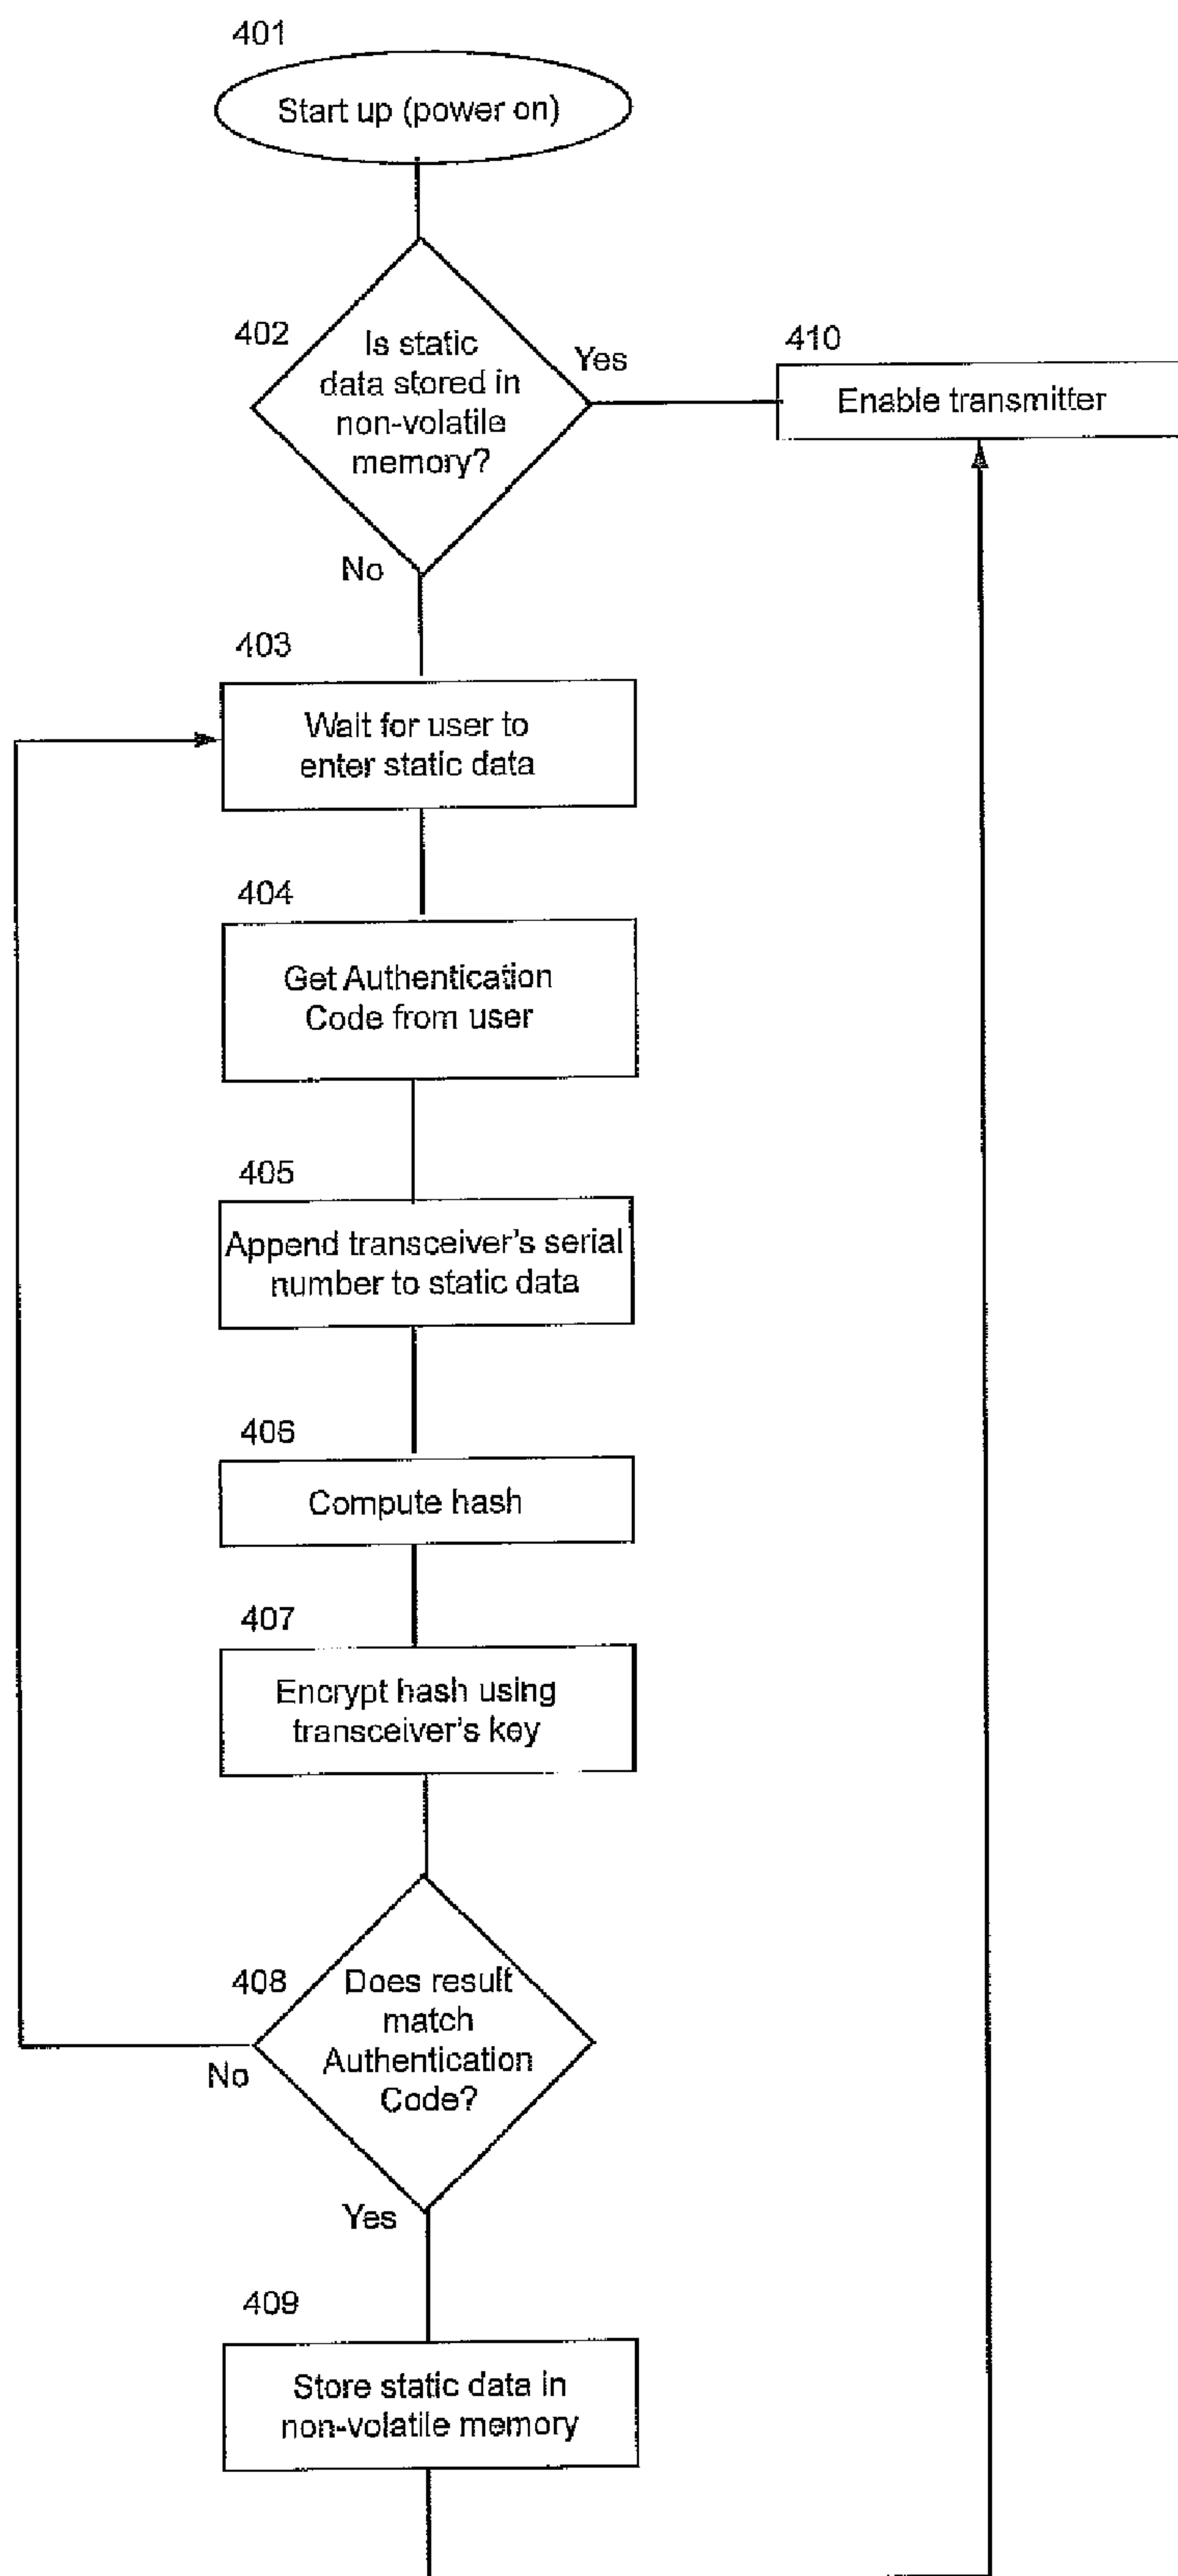 401
Start up (power on)
402
Is static
data stored in
non-volatile
memory?
Yes
No
410
Enable transmitter
403
Wait for user to
enter static data
404
Get Authentication
Code from user
405
Append transceiver's serial
number to static data
406
Compute hash
407
Encrypt hash using
transceiver's key
408
Does result
match
Authentication
Code?
No
Yes
409
Store static data in
non-volatile memory